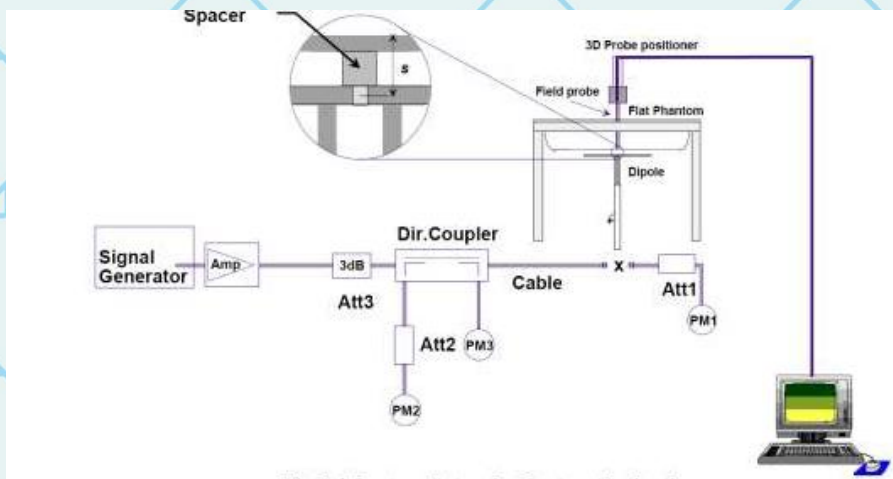 Spacer
s
3D Probe positioner
Field probe
Flat Phantom
Dipole
Signal
Generator
Amp
3dB
Att3
Dir.Coupler
Cable
x
Att1
PM1
Att2
PM3
PM2